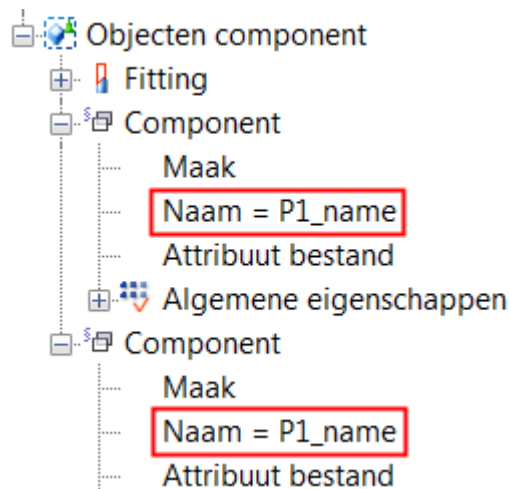 Objecten component
Fitting
Component
Maak
Naam = P1_name
Attribuut bestand
Algemene eigenschappen
Component
Maak
Naam = P1_name
Attribuut bestand